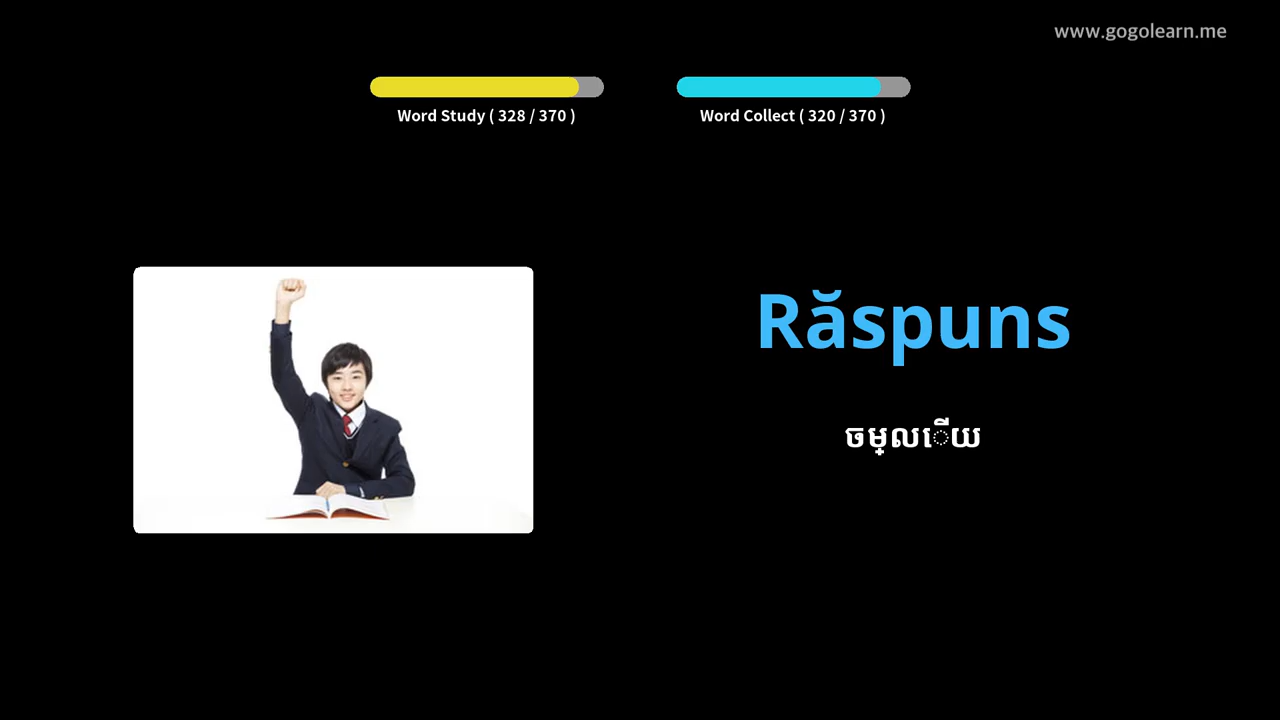 www.gogolearn.me
Word Study ( 328 / 370 )
Word Collect ( 320 / 370 )
Răspuns
ចម្លើយ